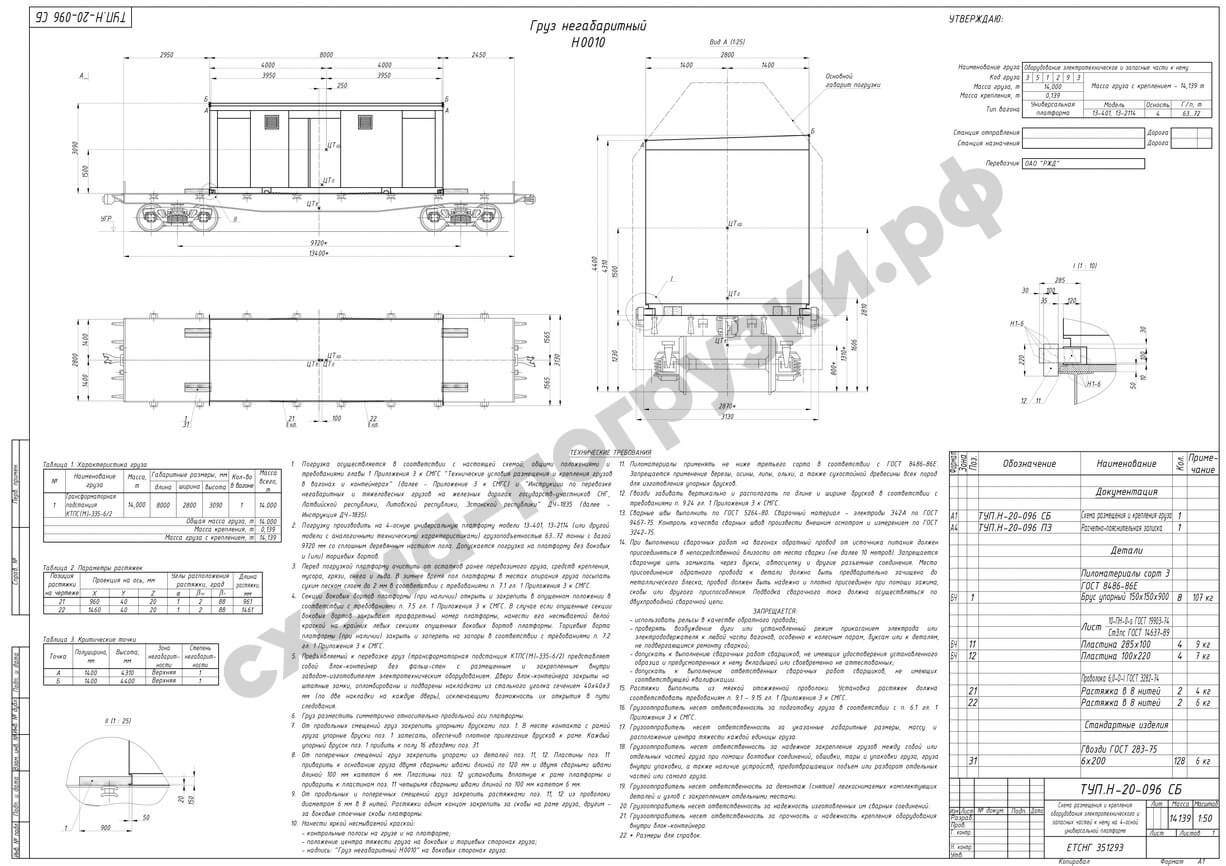 ТУП.Н-20-096 СБ
Груз негабаритный
Н0010
2950
8000
2450
4000
4000
3950
3950
250
А
Б
А
Б
А
3090
1500
ЦТо
ЦТг
ЦТв
II
УГР
9720*
13400*
2800
1400
1400
1565
1565
3130
ЦТо
ЦТг
1
31
21
100
22
Вид А (1:25)
2800
1400
1400
Основной
габарит погрузки
А
Б
4400
4310
1500
1230
ЦТо
ЦТг
I
800*
1310*
1606
2810
2870*
3130
УТВЕРЖДАЮ:
Наименование груза Оборудование электротехническое и запасные части к нему
Код груза 3 5 1 2 9 3
Масса груза, т 14,000
Масса груза с креплением - 14,139 т
Масса крепления, т 0,139
Тип вагона Универсальная платформа
Модель Осность Г/п, т
13-401, 13-2114 4 63...72
Станция отправления Дорога
Станция назначения Дорога
Перевозчик ОАО "РЖД"
I (1 : 10)
285
30
100
35
120
Н1-6
220
Н1-6
30
100
50
10
12 11
Таблица 1. Характеристика груза
№ Наименование груза Масса, т Габаритные размеры, мм Кол-во в вагоне Масса всего, т
длина ширина высота
1 Трансформаторная подстанция КТПС(М)-335-6/2 14,000 8000 2800 3090 1 14.000
Общая масса груза, т 14.000
Масса крепления, т 0,139
Масса груза с креплением, т 14,139
Таблица 2. Параметры растяжек
Позиция растяжки на чертеже Проекция на ось, мм Углы расположения растяжки, град Длина растяжки, мм
X Y Z
21 960 40 20 1 2 88 961
22 1460 40 20 1 2 88 1461
Таблица 3. Критические точки
Точка Полуширина, мм Высота, мм Зона негабаритности Степень негабаритности
А 1400 4310 Верхняя 1
Б 1400 4400 Верхняя 1
II (1 : 25)
150
20
50
1
900
ТЕХНИЧЕСКИЕ ТРЕБОВАНИЯ
1. Погрузка осуществляется в соответствии с настоящей схемой, общими положениями и
требованиями главы 1 Приложения 3 к СМГС "Технические условия размещения и крепления грузов
в вагонах и контейнерах" (далее - Приложение 3 к СМГС) и "Инструкции по перевозке
негабаритных и тяжеловесных грузов на железных дорогах государств-участников СНГ,
Латвийской республики, Литовской республики, Эстонской республики" ДЧ-1835 (далее -
Инструкция ДЧ-1835).
2. Погрузку производить на 4-осную универсальную платформу модели 13-401, 13-2114 (или другой
модели с аналогичными техническими характеристиками) грузоподъемностью 63...72 тонны с базой
9720 мм со сплошным деревянным настилом пола. Допускается погрузка на платформу без боковых
и (или) торцевых бортов.
3. Перед погрузкой платформу очистить от остатков ранее перевозимого груза, средств крепления,
мусора, грязи, снега и льда. В зимнее время пол платформы в местах опирания груза посыпать
сухим песком слоем до 2 мм в соответствии с требованиями п. 7.1 гл. 1 Приложения 3 к СМГС.
4. Секции боковых бортов платформы (при наличии) открыть и закрепить в опущенном положении в
соответствии с требованиями п. 7.5 гл. 1 Приложения 3 к СМГС. В случае если опущенные секции
боковых бортов закрывают трафаретный номер платформы, нанести его несмываемой белой
краской на крайних левых секциях опущенных боковых бортов платформы. Торцевые борта
платформы (при наличии) закрыть и запереть на запоры в соответствии с требованиями п. 7.2
гл. 1 Приложения 3 к СМГС.
5. Предъявляемый к перевозке груз (трансформаторная подстанция КТПС(М)-335-6/2) представляет
собой блок-контейнер без фальш-стен с размещенным и закрепленным внутри
заводом-изготовителем электротехническим оборудованием. Двери блок-контейнера закрыты на
штатные замки, опломбированы и подварены накладками из стального уголка сечением 40х40х3
мм (по две накладки на каждую дверь), исключающими возможность их открытия в пути
следования.
6. Груз разместить симметрично относительно продольной оси платформы.
7. От продольных смещений груз закрепить упорными брусками поз. 1. В месте контакта с рамой
груза упорные бруски поз. 1 затесать, обеспечив плотное прилегание брусков к раме. Каждый
упорный брусок поз. 1 прибить к полу 16 гвоздями поз. 31.
8. От поперечных смещений груз закрепить упорами из деталей поз. 11, 12. Пластины поз. 11
приварить к основанию груза двумя сварными швами длиной по 120 мм и двумя сварными швами
длиной 100 мм катетом 6 мм. Пластины поз. 12 установить вплотную к раме платформы и
приварить к пластинам поз. 11 четырьмя сварными швами длиной по 100 мм катетом 6 мм.
9. От продольных и поперечных смещений груз закрепить растяжками поз. 11, 12 из проволоки
диаметром 6 мм в 8 нитей. Растяжки одним концом закрепить за скобы на раме груза, другим -
за боковые стоечные скобы платформы.
10. Нанести яркой несмываемой краской:
- контрольные полосы на грузе и на платформе;
- положение центра тяжести груза на боковых и торцевых сторонах груза;
- надпись: "Груз негабаритный Н0010" на боковых сторонах груза.
11. Пиломатериалы применять не ниже третьего сорта в соответствии с ГОСТ 8486-86Е.
Запрещается применение березы, осины, липы, ольхи, а также сухостойной древесины всех пород
для изготовления упорных брусков.
12. Гвозди забивать вертикально и располагать по длине и ширине брусков в соответствии с
требованиями п. 9.24 гл. 1 Приложения 3 к СМГС.
13. Сварные швы выполнить по ГОСТ 5264-80. Сварочный материал - электроды Э42А по ГОСТ
9467-75. Контроль качества сварных швов произвести внешним осмотром и измерением по ГОСТ
3242-79.
14. При выполнении сварочных работ на вагонах обратный провод от источника питания должен
присоединяться в непосредственной близости от места сварки (не далее 10 метров). Запрещается
сварочную цепь замыкать через буксы, автосцепку и другие разъемные соединения. Место
присоединения обратного провода к детали должно быть предварительно зачищено до
металлического блеска, провод должен быть надежно и плотно присоединен при помощи зажима,
скобы или другого приспособления. Подводка сварочного тока должна осуществляться по
двухпроводной сварочной цепи.
ЗАПРЕЩАЕТСЯ:
- использовать рельсы в качестве обратного провода;
- проверять возбуждение дуги или установленный режим прикасанием электрода или
электрододержателя к любой части вагонов, особенно к колесным парам, буксам или к деталям,
не подвергающимся ремонту сваркой;
- допускать к выполнению сварочных работ сварщиков, не имеющих удостоверения установленного
образца и предусмотренных к нему вкладышей или своевременно не аттестованных;
- допускать к выполнению ответственных сварочных работ сварщиков, не имеющих
соответствующей квалификации.
15. Растяжки выполнить из мягкой отожженной проволоки. Установка растяжек должна
соответствовать требованиям п. 9.1 - 9.15 гл. 1 Приложения 3 к СМГС.
16. Грузоотправитель несет ответственность за подготовку груза в соответствии с п. 6.1 гл. 1
Приложения 3 к СМГС.
17. Грузоотправитель несет ответственность за указанные габаритные размеры, массу и
расположение центра тяжести каждой единицы груза.
18. Грузоотправитель несет ответственность за надежное закрепление грузов между собой или
отдельных частей груза при помощи болтовых соединений, обшивки, тары и упаковки груза, груза
внутри упаковки, а также наличие устройств, предотвращающих подъем или разворот отдельных
частей или самого груза.
19. Грузоотправитель несет ответственность за демонтаж (снятие) легкоснимаемых комплектующих
деталей и узлов с закреплением отдельными местами.
20. Грузоотправитель несет ответственность за надежность изготовленных им сварных соединений.
21. Грузоотправитель несет ответственность за прочность и надежность крепления оборудования
внутри блок-контейнера.
22. * Размеры для справок.
Формат Зона Поз. Обозначение Наименование Кол. Примечание
Документация
А1 ТУП.Н-20-096 СБ Схема размещения и крепления груза 1
А4 ТУП.Н-20-096 ПЗ Расчетно-пояснительная записка 1
Детали
Пиломатериалы сорт 3
ГОСТ 8486-86Е
БЧ 1 Брус упорный 150х150х900 8 107 кг
Лист 10-ПН-О-ₓ ГОСТ 19903-74
Ст3пс ГОСТ 14637-89
БЧ 11 Пластина 285х100 4 9 кг
БЧ 12 Пластина 100х220 4 7 кг
Проволока 6,0-О-I ГОСТ 3282-74
21 Растяжка в 8 нитей 2 4 кг
22 Растяжка в 8 нитей 2 6 кг
Стандартные изделия
Гвозди ГОСТ 283-75
31 6х200 128 6 кг
ТУП.Н-20-096 СБ
Изм Лист № докум. Подп. Дата
Разраб.
Пров.
Т. контр.
Н. контр.
Утв.
Схема размещения и крепления
оборудования электротехнического и
запасных частей к нему на 4-осной
универсальной платформе
Лит. Масса Масштаб
14139 1:50
Лист Листов 1
ЕТСНГ 351293
Копировал Формат А1
схемапогрузки.рф